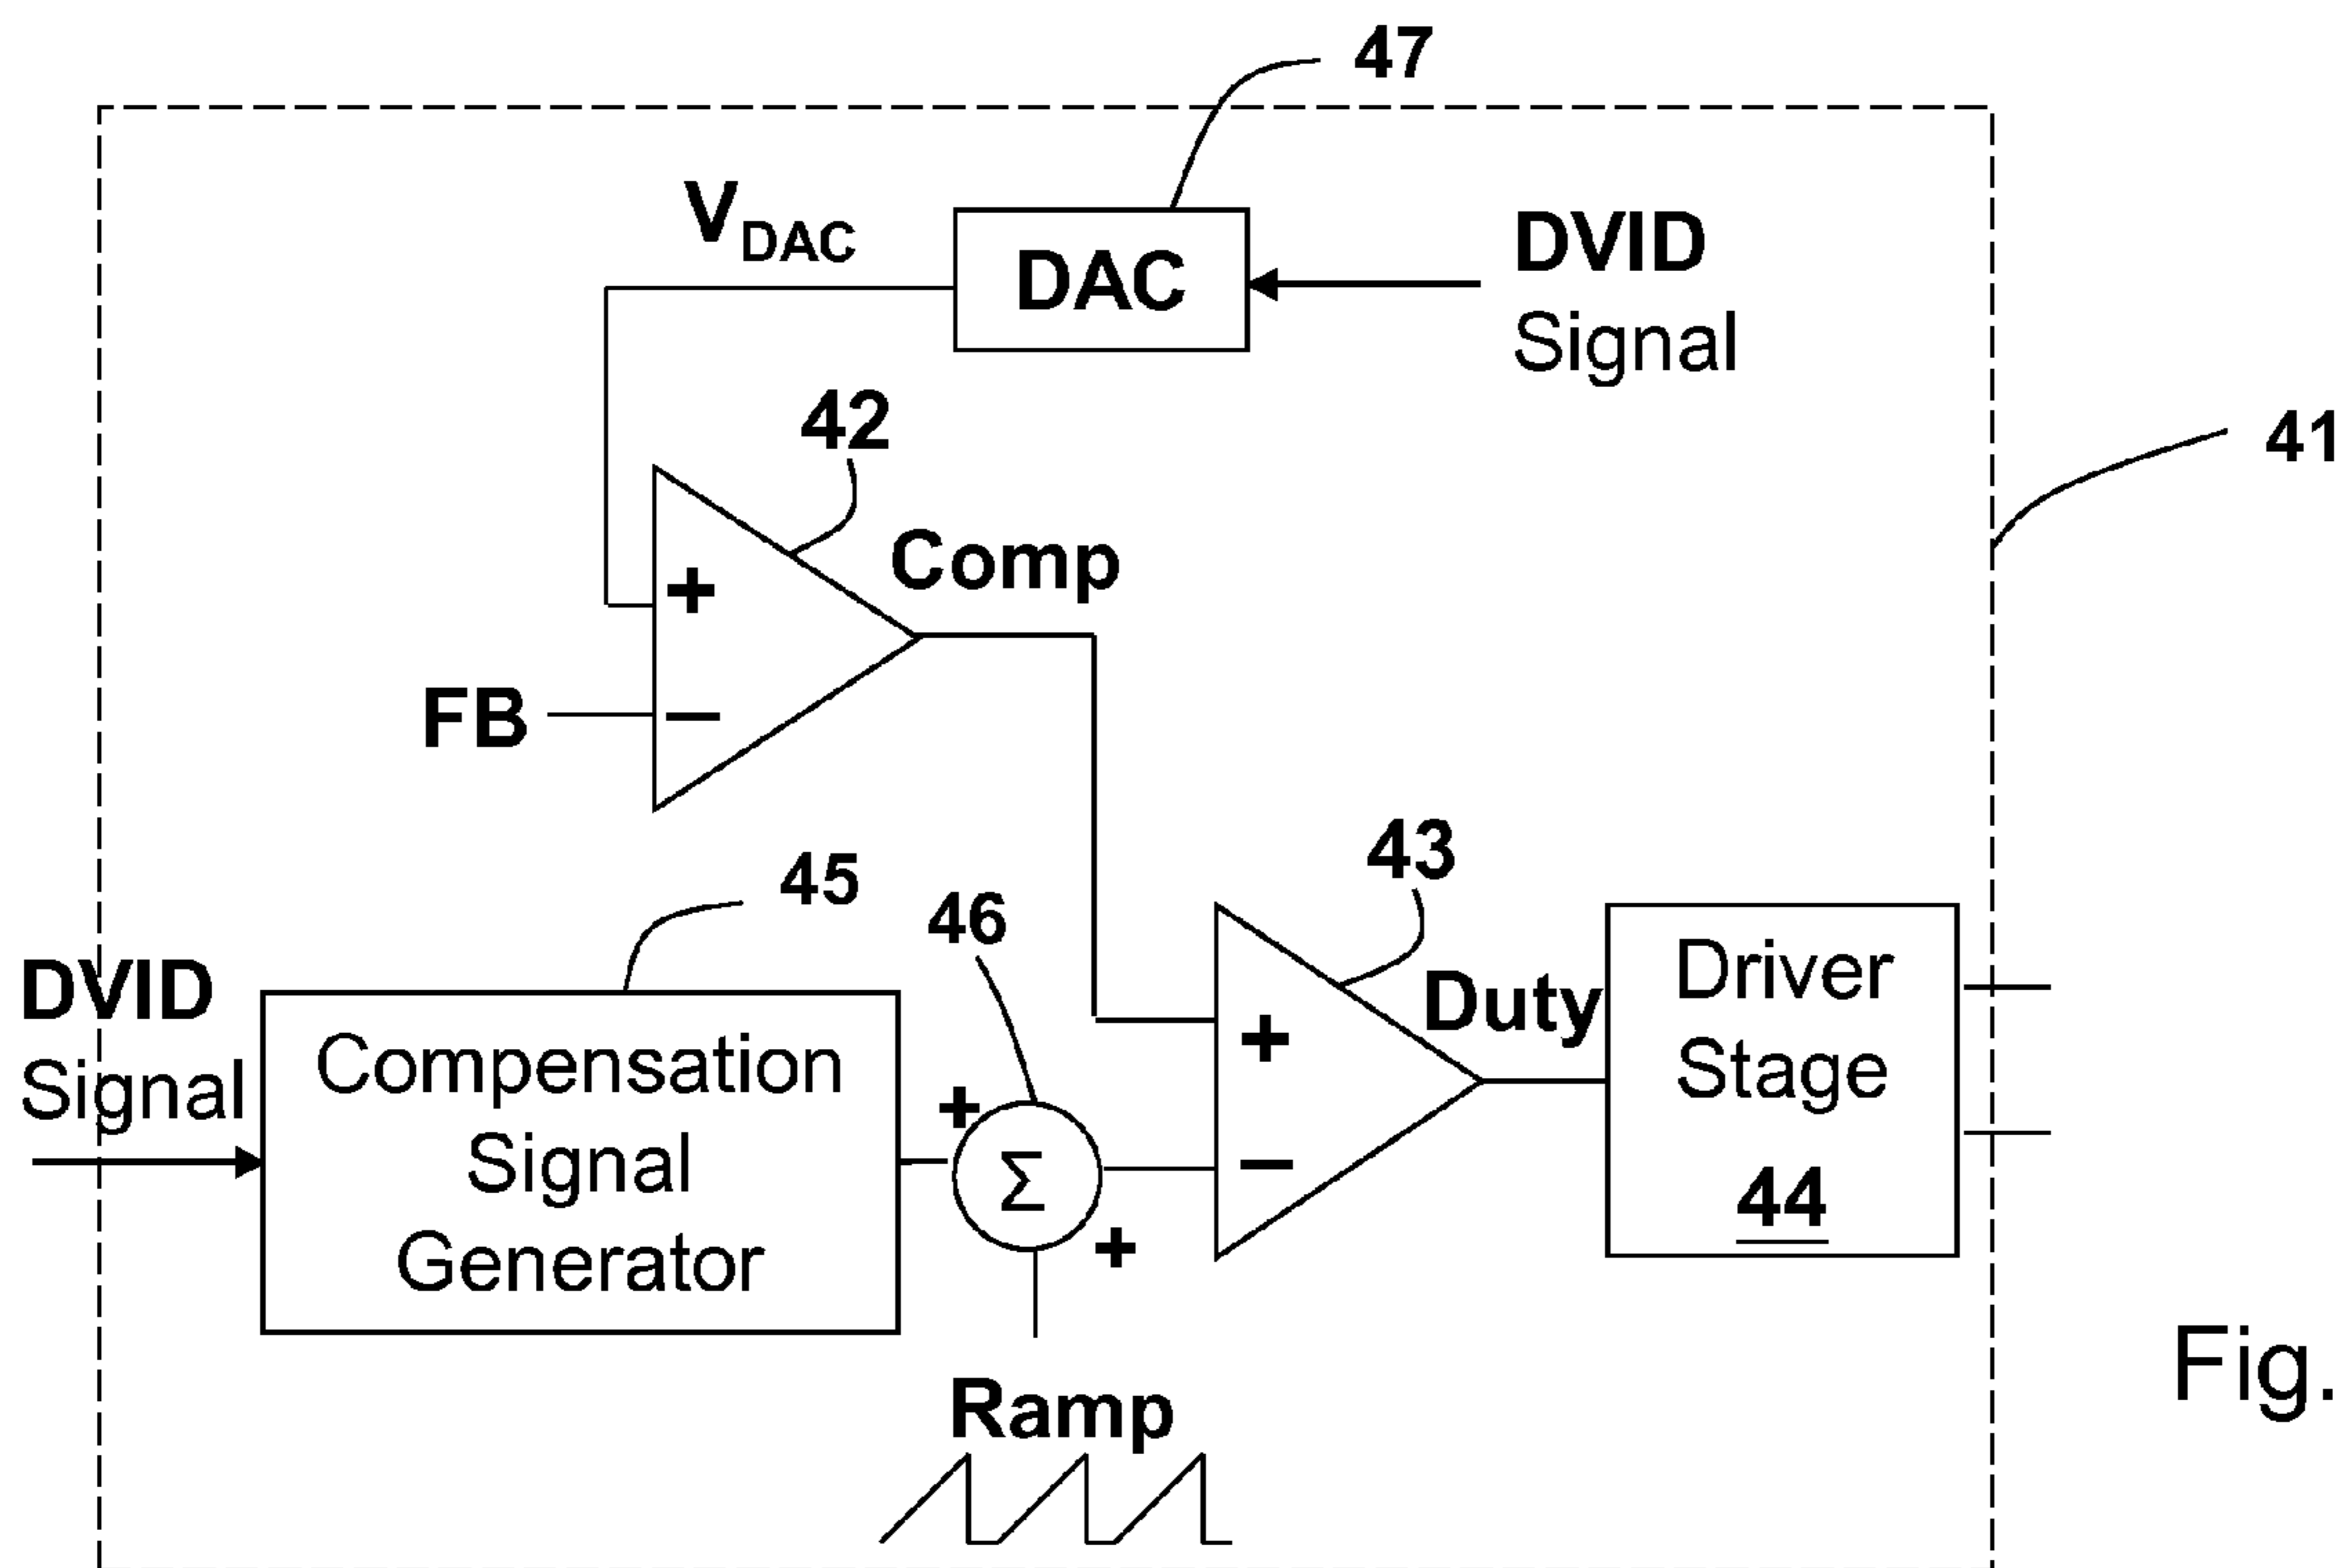 47
V_DAC
DAC
DVID
Signal
42
41
+
Comp
FB
−
43
45
46
DVID
Signal
Compensation
Signal
Generator
+
Σ
+
+
−
Duty
Driver
Stage
44
Ramp
Fig.